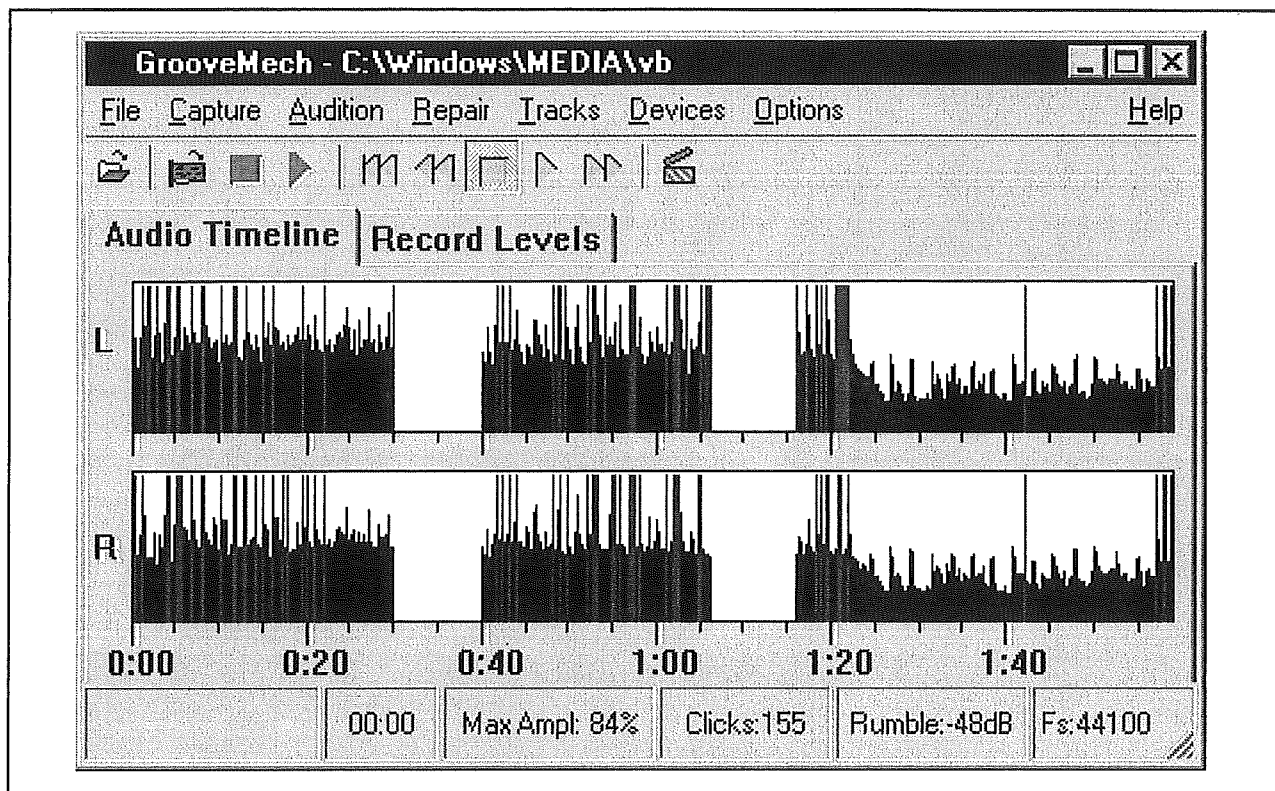 GrooveMech - C:\Windows\MEDIA\vb
File Capture Audition Repair Tracks Devices Options Help
Audio Timeline Record Levels
L
R
0:00 0:20 0:40 1:00 1:20 1:40
00:00 Max Ampl: 84% Clicks:155 Rumble:-48dB Fs:44100